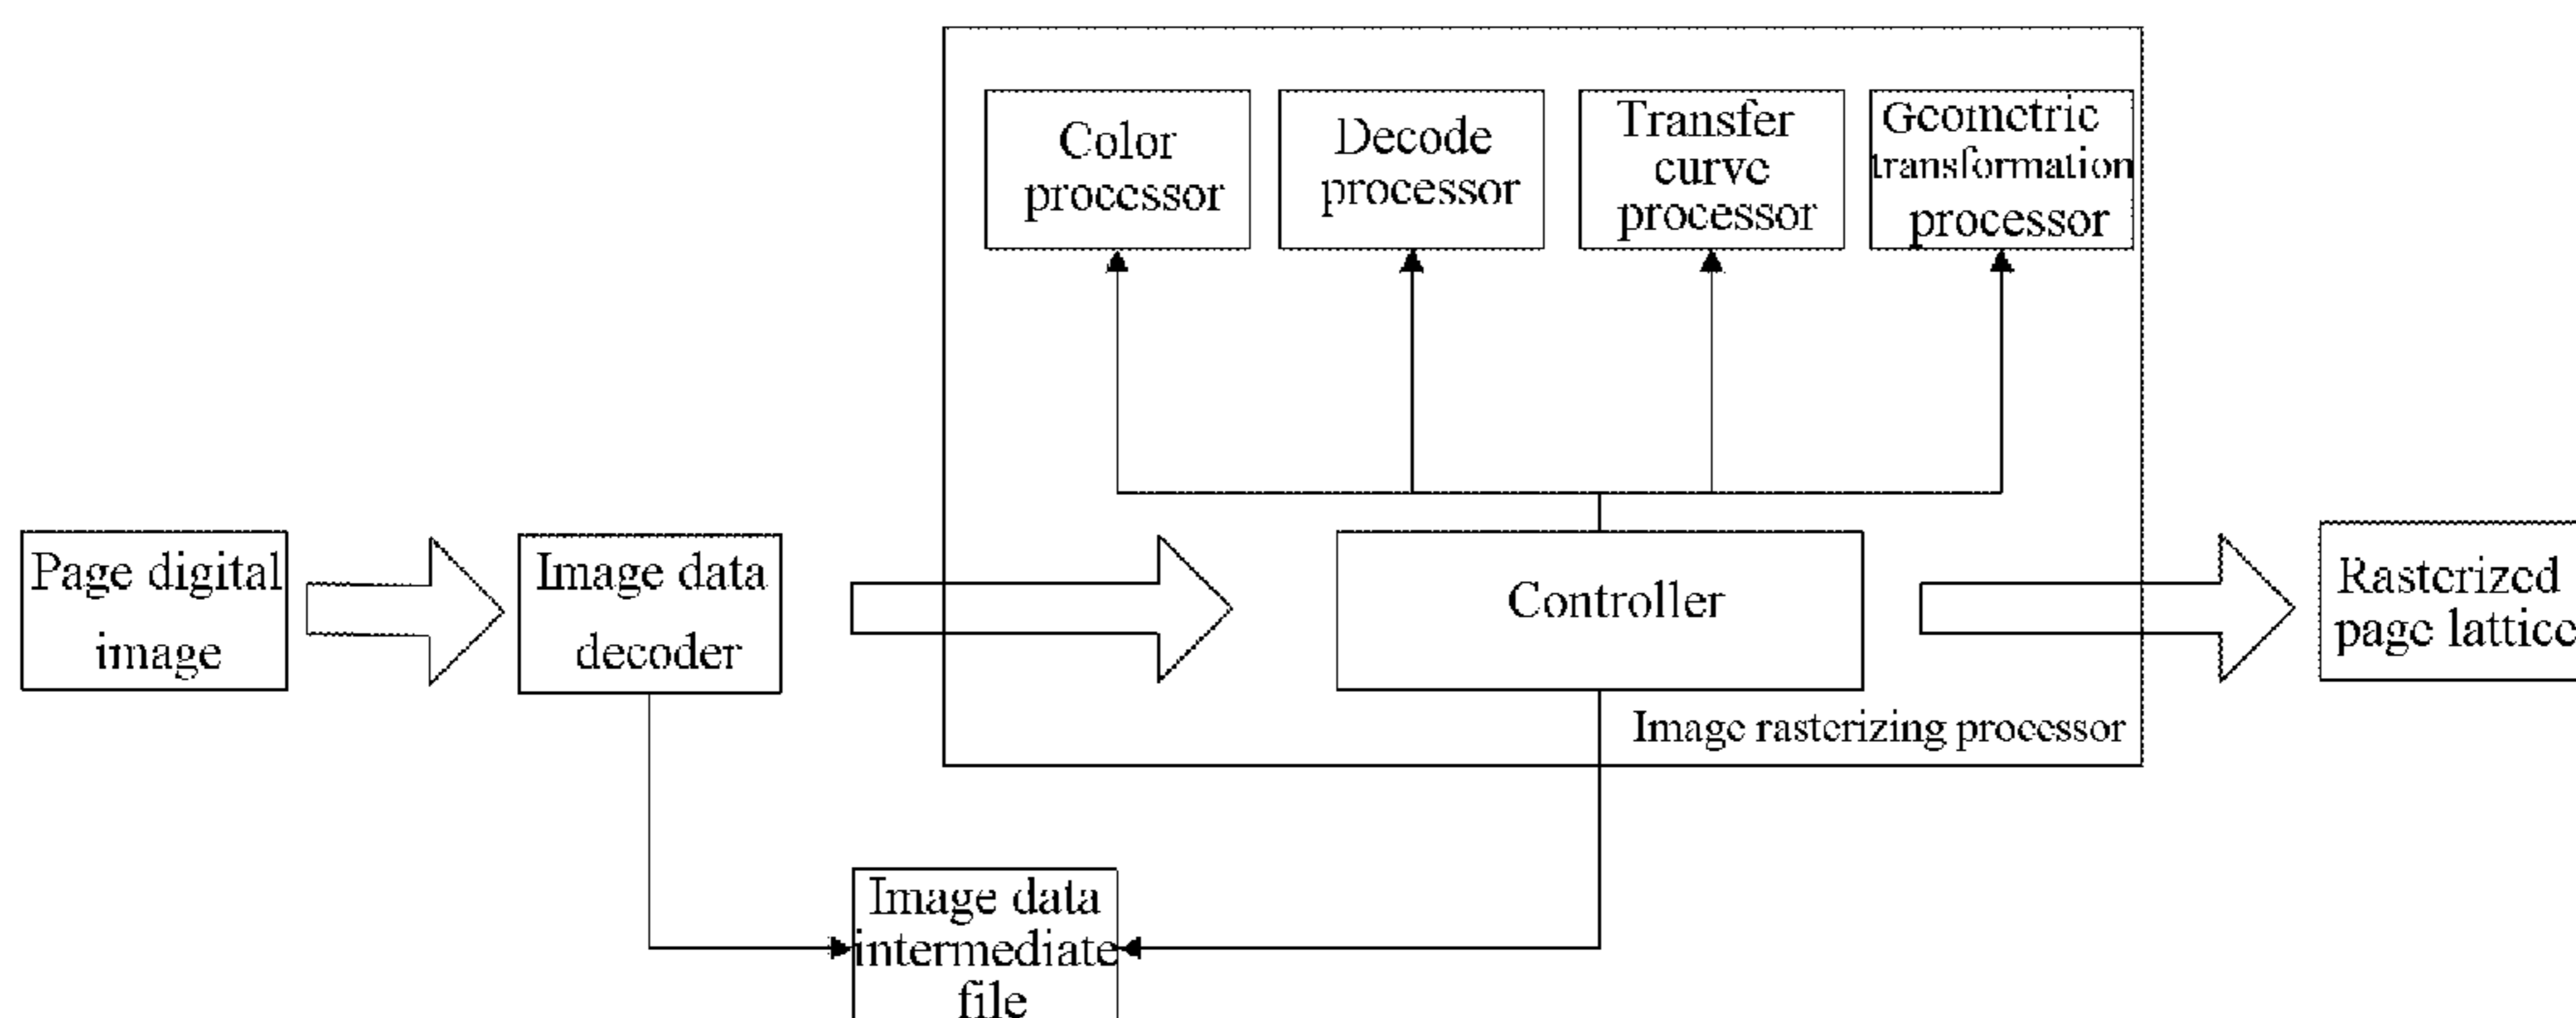 Color
processor
Decode
processor
Transfer
curve
processor
Geometric
transformation
processor
Page digital
image
Image data
decoder
Controller
Rasterized
page lattice
Image rasterizing processor
Image data
intermediate
file